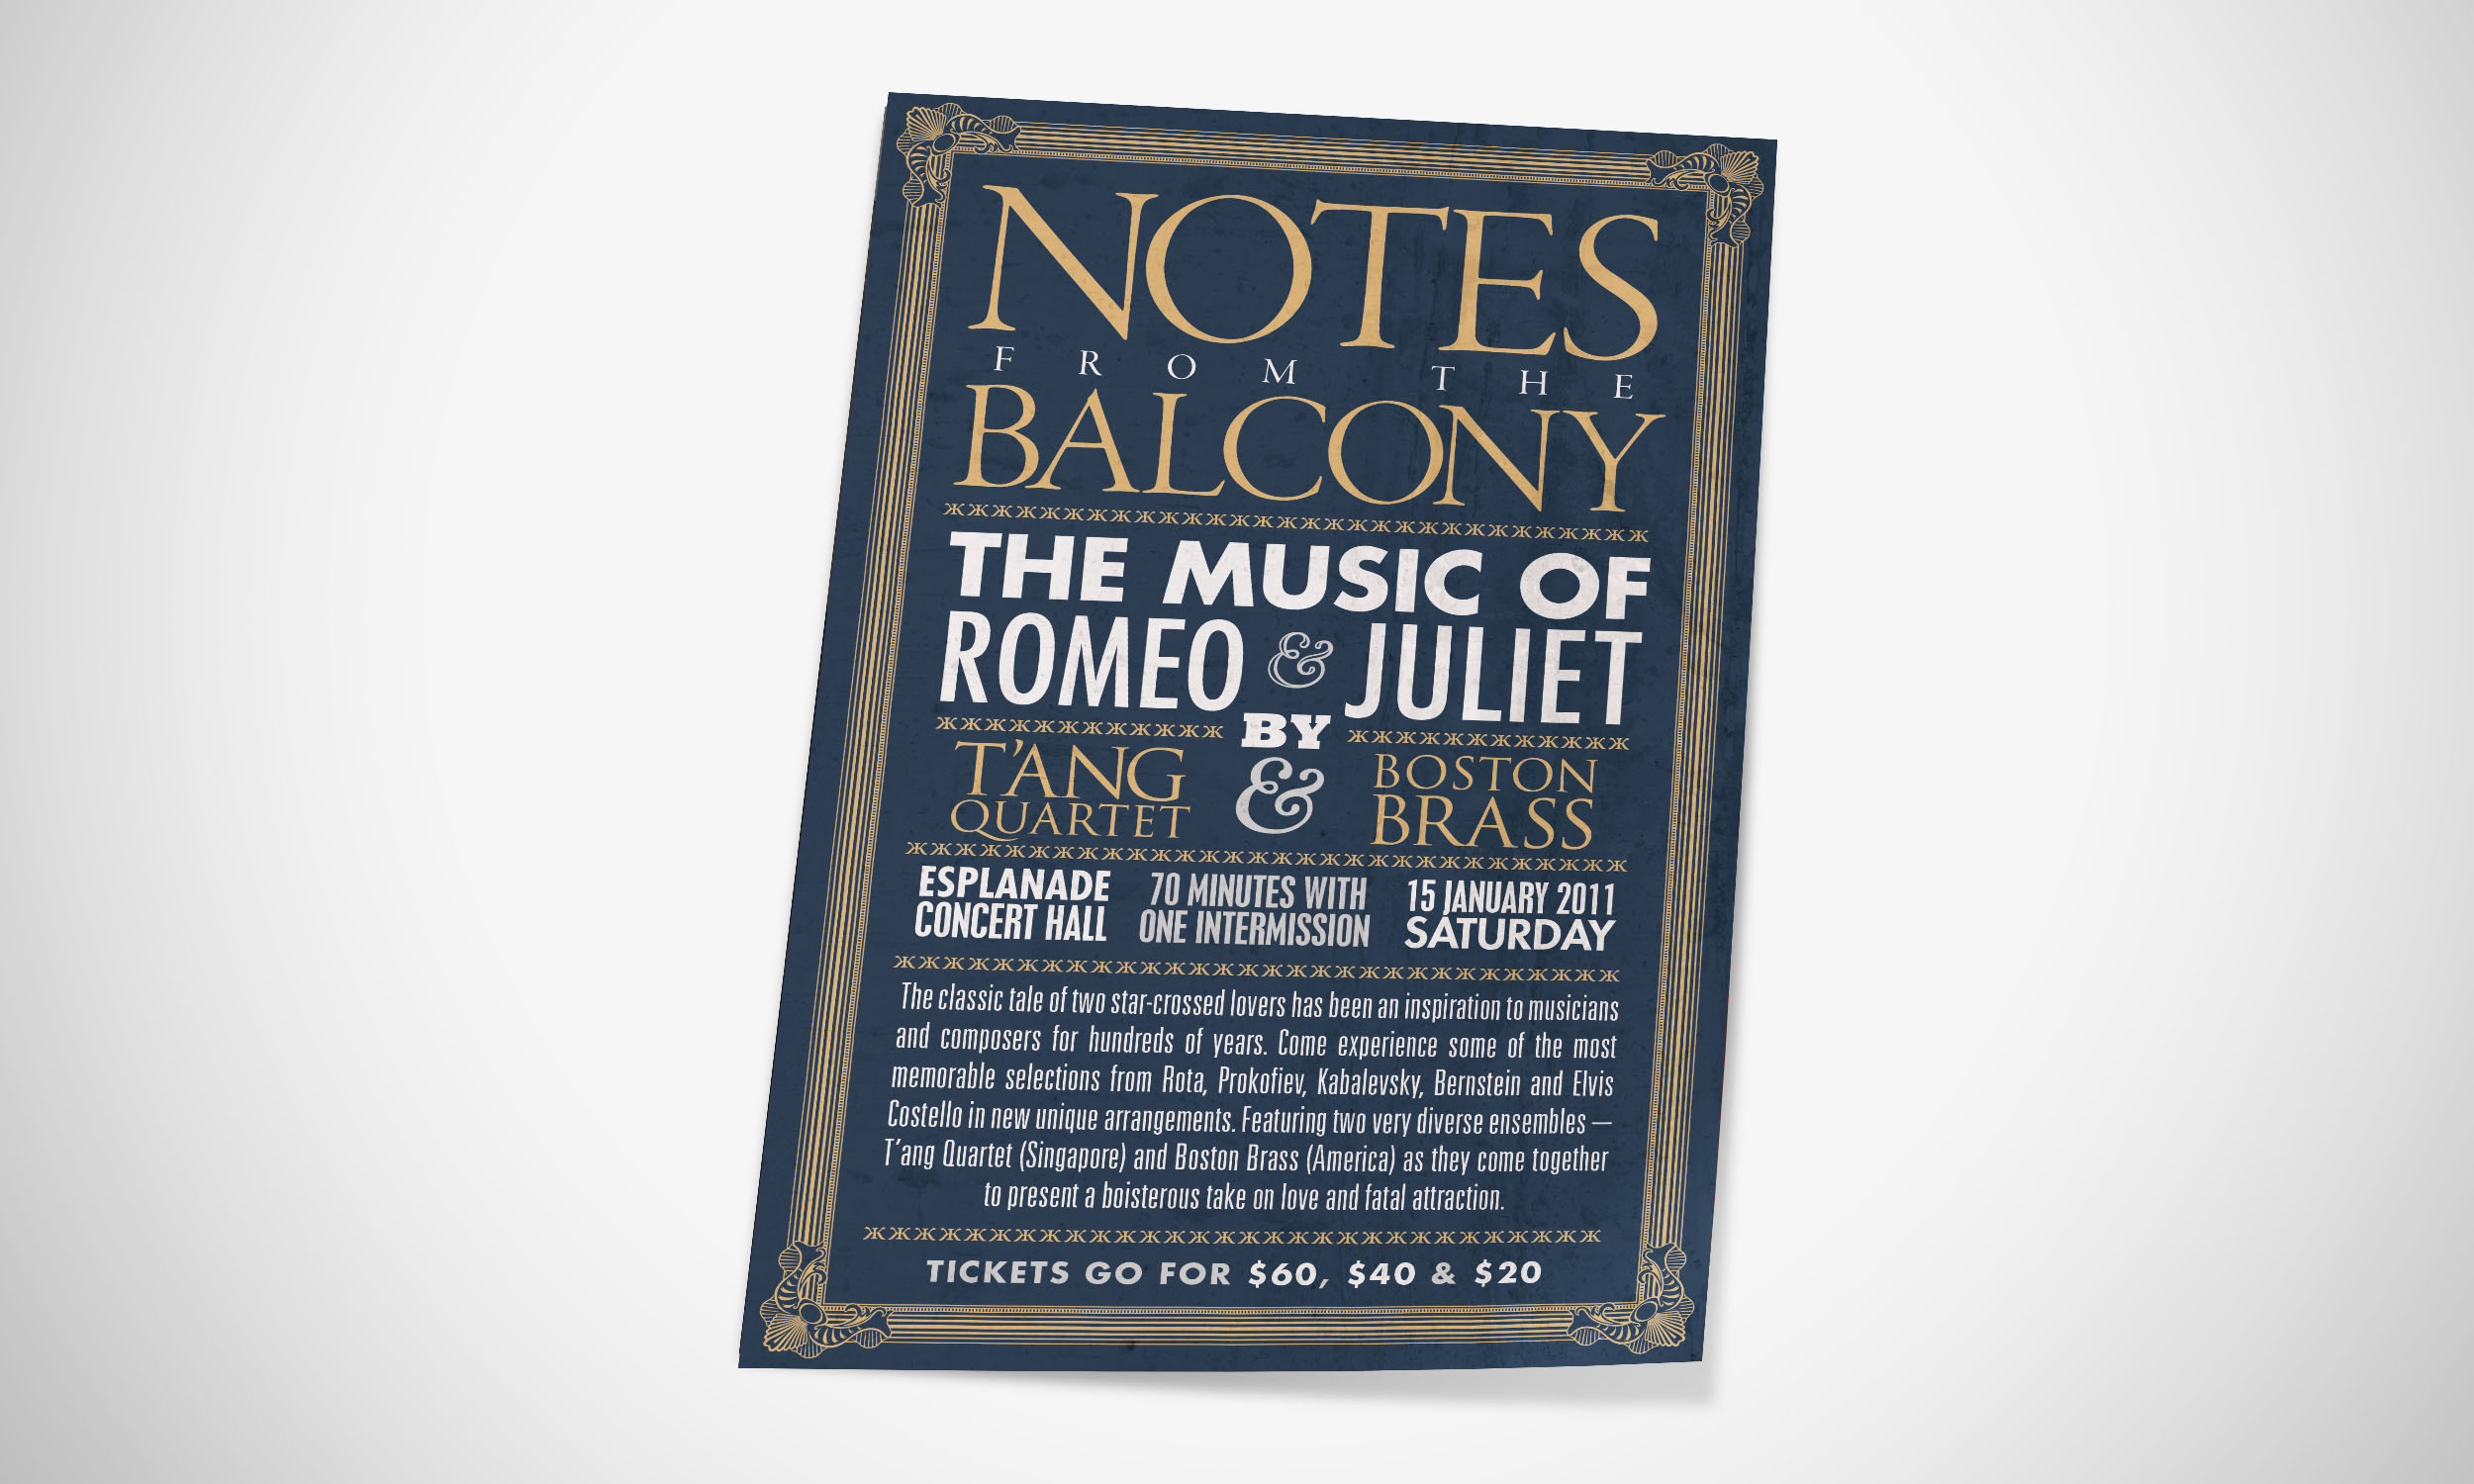 NOTES
FROM THE
BALCONY
THE MUSIC OF
ROMEO & JULIET
BY
T'ANG
QUARTET
&
BOSTON
BRASS
ESPLANADE
CONCERT HALL
70 MINUTES WITH
ONE INTERMISSION
15 JANUARY 2011
SATURDAY
The classic tale of two star-crossed lovers has been an inspiration to musicians
and composers for hundreds of years. Come experience some of the most
memorable selections from Rota, Prokofiev, Kabalevsky, Bernstein and Elvis
Costello in new unique arrangements. Featuring two very diverse ensembles —
T'ang Quartet (Singapore) and Boston Brass (America) as they come together
to present a boisterous take on love and fatal attraction.
TICKETS GO FOR $60, $40 & $20